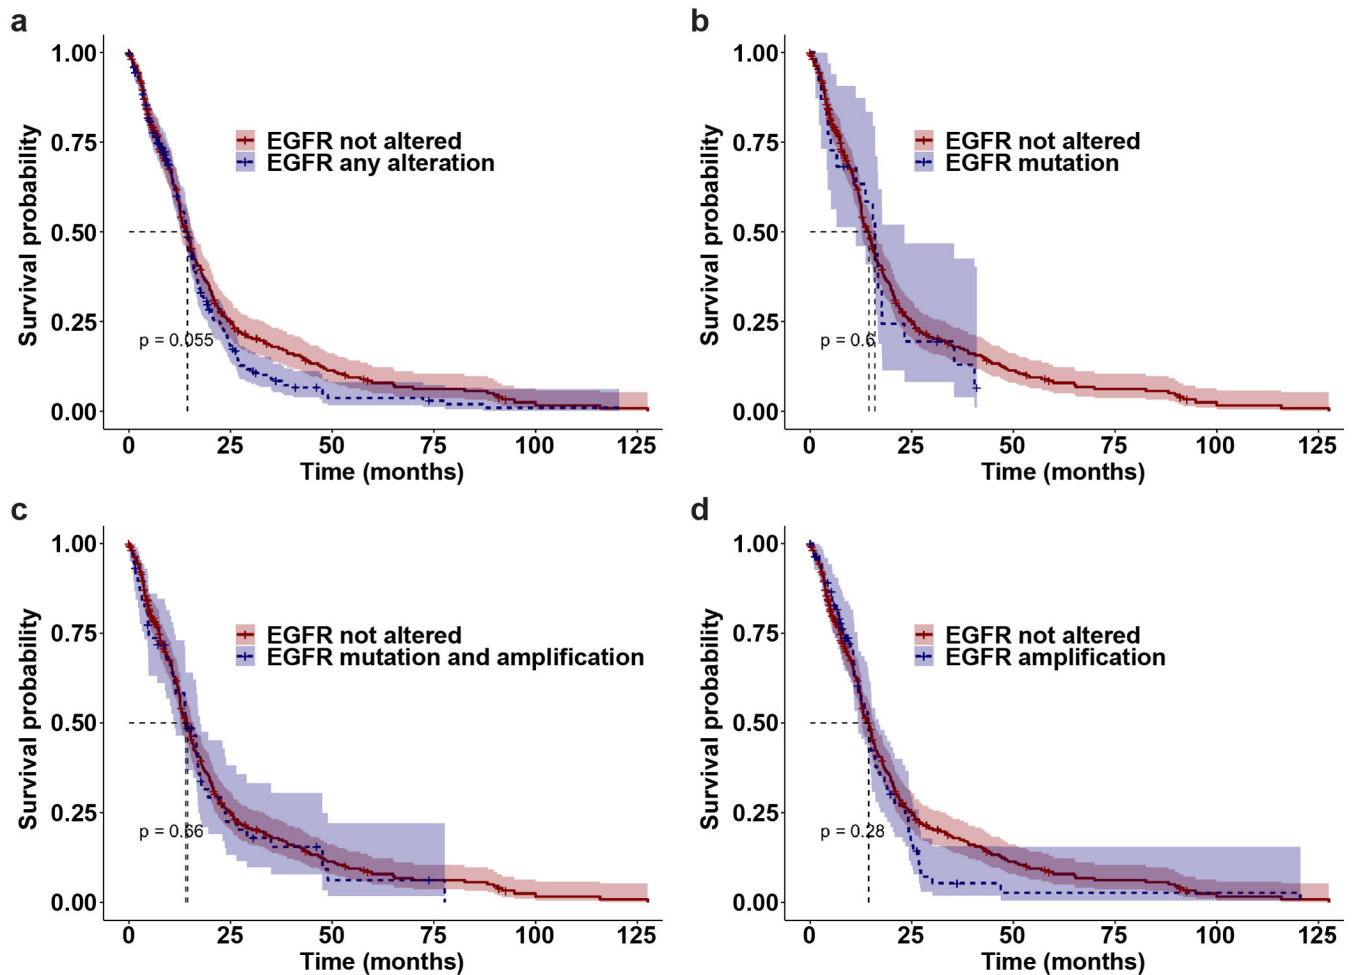 a
1.00
0.75
0.50
0.25
0.00
Survival probability
EGFR not altered
EGFR any alteration
p = 0.055
0 25 50 75 100 125
Time (months)
b
1.00
0.75
0.50
0.25
0.00
Survival probability
EGFR not altered
EGFR mutation
p = 0.6
0 25 50 75 100 125
Time (months)
c
1.00
0.75
0.50
0.25
0.00
Survival probability
EGFR not altered
EGFR mutation and amplification
p = 0.66
0 25 50 75 100 125
Time (months)
d
1.00
0.75
0.50
0.25
0.00
Survival probability
EGFR not altered
EGFR amplification
p = 0.28
0 25 50 75 100 125
Time (months)